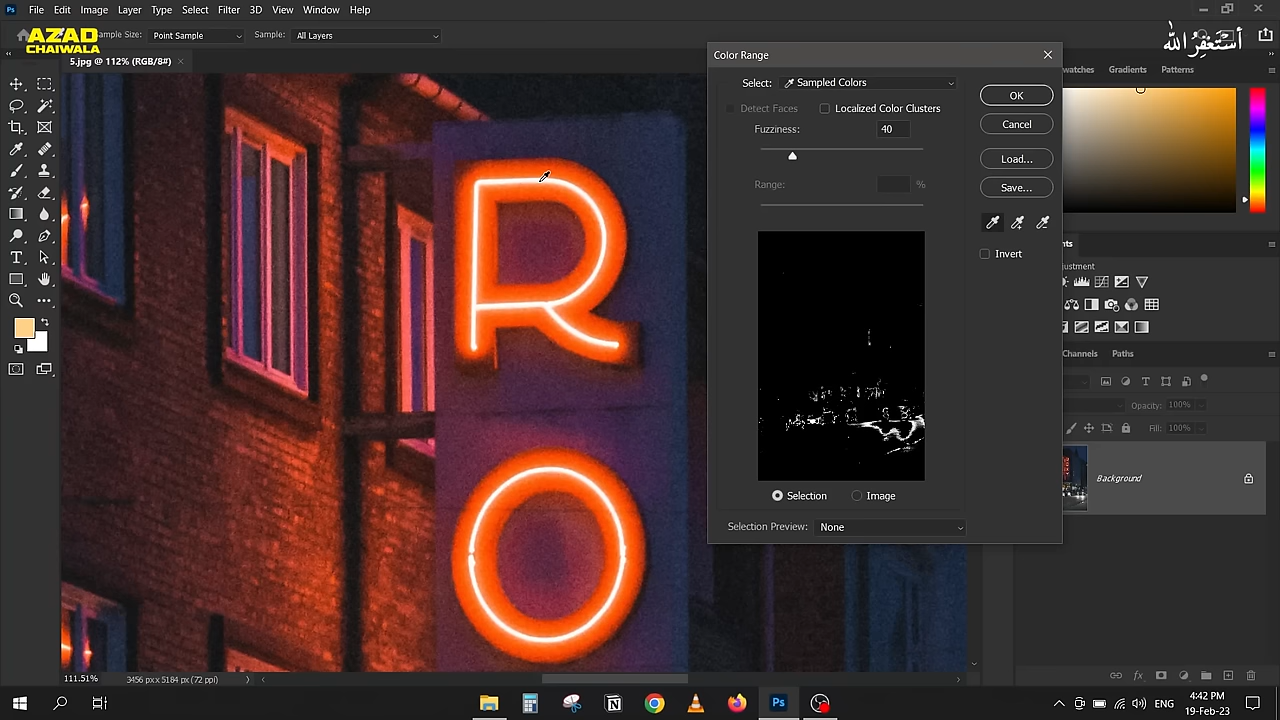 Ps File Edit Image Layer Type Select Filter 3D View Window Help
AZAD
CHAIWALA
Sample Size: Point Sample Sample: All Layers
أستغفر الله
5.jpg @ 112% (RGB/8#)
Color Range
Gradients Patterns
Select: Sampled Colors
OK
Detect Faces Localized Color Clusters
Fuzziness: 40
Cancel
Load...
Range: %
Save...
Invert
R
O
Channels Paths
Opacity: 100%
Fill: 100%
Background
Selection Image
Selection Preview: None
111.51% 3456 px x 5184 px (72 ppi)
Ps
ENG
4:42 PM
19-Feb-23